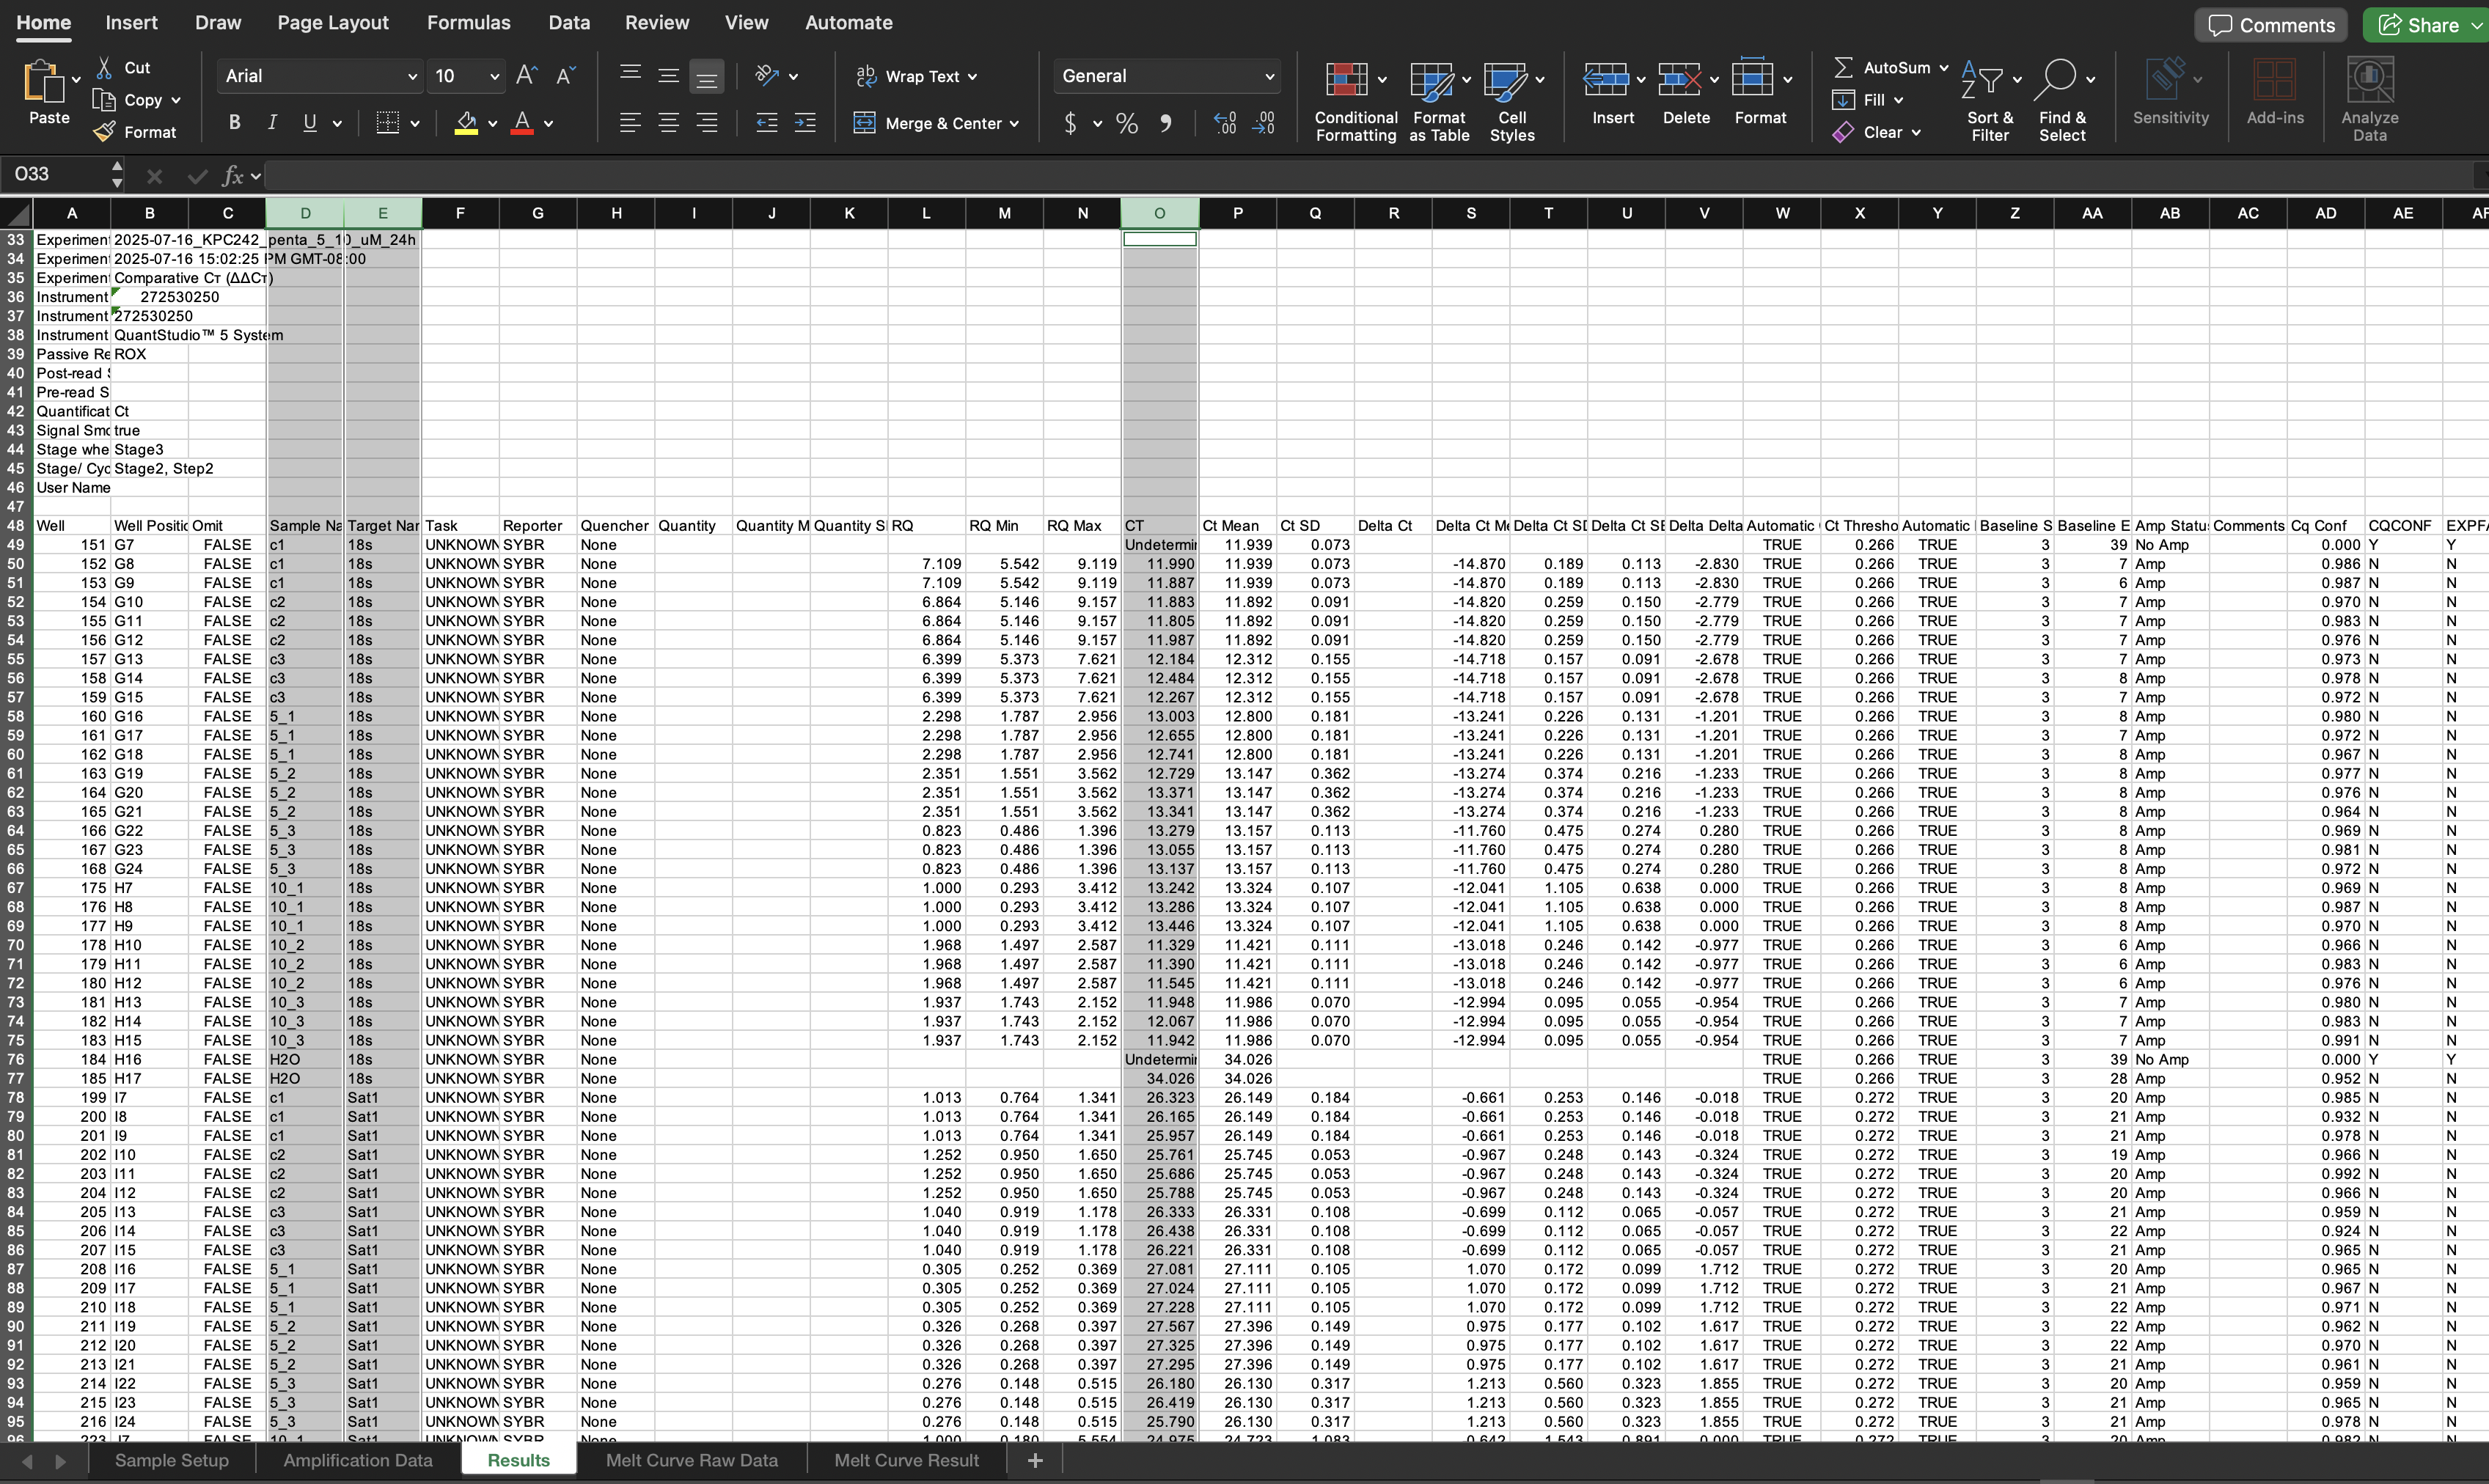 Home Insert Draw Page Layout Formulas Data Review View Automate Comments Share
Cut Arial 10 Wrap Text General AutoSum
Copy Fill
Paste Format Merge & Center $ % Conditional Formatting Format as Table Cell Styles Insert Delete Format Clear Sort & Filter Find & Select Sensitivity Add-ins Analyze Data
O33 fx
A B C D E F G H I J K L M N O P Q R S T U V W X Y Z AA AB AC AD AE AF
33 Experimen 2025-07-16_KPC242_penta_5_10_uM_24h
34 Experimen 2025-07-16 15:02:25 PM GMT-08:00
35 Experimen Comparative Cт (ΔΔCт)
36 Instrument 272530250
37 Instrument 272530250
38 Instrument QuantStudio™ 5 System
39 Passive Re ROX
40 Post-read S
41 Pre-read S
42 Quantificat Ct
43 Signal Smo true
44 Stage whe Stage3
45 Stage/ Cyc Stage2, Step2
46 User Name
47
48 Well Well Positic Omit Sample Na Target Nar Task Reporter Quencher Quantity Quantity M Quantity S RQ RQ Min RQ Max CT Ct Mean Ct SD Delta Ct Delta Ct Me Delta Ct SD Delta Ct SE Delta Delta Automatic Ct Thresho Automatic Baseline S Baseline E Amp Statu Comments Cq Conf CQCONF EXPFA
49 151 G7 FALSE c1 18s UNKNOWN SYBR None Undetermin 11.939 0.073 TRUE 0.266 TRUE 3 39 No Amp 0.000 Y Y
50 152 G8 FALSE c1 18s UNKNOWN SYBR None 7.109 5.542 9.119 11.990 11.939 0.073 -14.870 0.189 0.113 -2.830 TRUE 0.266 TRUE 3 7 Amp 0.986 N N
51 153 G9 FALSE c1 18s UNKNOWN SYBR None 7.109 5.542 9.119 11.887 11.939 0.073 -14.870 0.189 0.113 -2.830 TRUE 0.266 TRUE 3 6 Amp 0.987 N N
52 154 G10 FALSE c2 18s UNKNOWN SYBR None 6.864 5.146 9.157 11.883 11.892 0.091 -14.820 0.259 0.150 -2.779 TRUE 0.266 TRUE 3 7 Amp 0.970 N N
53 155 G11 FALSE c2 18s UNKNOWN SYBR None 6.864 5.146 9.157 11.805 11.892 0.091 -14.820 0.259 0.150 -2.779 TRUE 0.266 TRUE 3 7 Amp 0.983 N N
54 156 G12 FALSE c2 18s UNKNOWN SYBR None 6.864 5.146 9.157 11.987 11.892 0.091 -14.820 0.259 0.150 -2.779 TRUE 0.266 TRUE 3 7 Amp 0.976 N N
55 157 G13 FALSE c3 18s UNKNOWN SYBR None 6.399 5.373 7.621 12.184 12.312 0.155 -14.718 0.157 0.091 -2.678 TRUE 0.266 TRUE 3 7 Amp 0.973 N N
56 158 G14 FALSE c3 18s UNKNOWN SYBR None 6.399 5.373 7.621 12.484 12.312 0.155 -14.718 0.157 0.091 -2.678 TRUE 0.266 TRUE 3 8 Amp 0.978 N N
57 159 G15 FALSE c3 18s UNKNOWN SYBR None 6.399 5.373 7.621 12.267 12.312 0.155 -14.718 0.157 0.091 -2.678 TRUE 0.266 TRUE 3 7 Amp 0.972 N N
58 160 G16 FALSE 5_1 18s UNKNOWN SYBR None 2.298 1.787 2.956 13.003 12.800 0.181 -13.241 0.226 0.131 -1.201 TRUE 0.266 TRUE 3 8 Amp 0.980 N N
59 161 G17 FALSE 5_1 18s UNKNOWN SYBR None 2.298 1.787 2.956 12.655 12.800 0.181 -13.241 0.226 0.131 -1.201 TRUE 0.266 TRUE 3 7 Amp 0.972 N N
60 162 G18 FALSE 5_1 18s UNKNOWN SYBR None 2.298 1.787 2.956 12.741 12.800 0.181 -13.241 0.226 0.131 -1.201 TRUE 0.266 TRUE 3 8 Amp 0.967 N N
61 163 G19 FALSE 5_2 18s UNKNOWN SYBR None 2.351 1.551 3.562 12.729 13.147 0.362 -13.274 0.374 0.216 -1.233 TRUE 0.266 TRUE 3 8 Amp 0.977 N N
62 164 G20 FALSE 5_2 18s UNKNOWN SYBR None 2.351 1.551 3.562 13.371 13.147 0.362 -13.274 0.374 0.216 -1.233 TRUE 0.266 TRUE 3 8 Amp 0.976 N N
63 165 G21 FALSE 5_2 18s UNKNOWN SYBR None 2.351 1.551 3.562 13.341 13.147 0.362 -13.274 0.374 0.216 -1.233 TRUE 0.266 TRUE 3 8 Amp 0.964 N N
64 166 G22 FALSE 5_3 18s UNKNOWN SYBR None 0.823 0.486 1.396 13.279 13.157 0.113 -11.760 0.475 0.274 0.280 TRUE 0.266 TRUE 3 8 Amp 0.969 N N
65 167 G23 FALSE 5_3 18s UNKNOWN SYBR None 0.823 0.486 1.396 13.055 13.157 0.113 -11.760 0.475 0.274 0.280 TRUE 0.266 TRUE 3 8 Amp 0.981 N N
66 168 G24 FALSE 5_3 18s UNKNOWN SYBR None 0.823 0.486 1.396 13.137 13.157 0.113 -11.760 0.475 0.274 0.280 TRUE 0.266 TRUE 3 8 Amp 0.972 N N
67 175 H7 FALSE 10_1 18s UNKNOWN SYBR None 1.000 0.293 3.412 13.242 13.324 0.107 -12.041 1.105 0.638 0.000 TRUE 0.266 TRUE 3 8 Amp 0.969 N N
68 176 H8 FALSE 10_1 18s UNKNOWN SYBR None 1.000 0.293 3.412 13.286 13.324 0.107 -12.041 1.105 0.638 0.000 TRUE 0.266 TRUE 3 8 Amp 0.987 N N
69 177 H9 FALSE 10_1 18s UNKNOWN SYBR None 1.000 0.293 3.412 13.446 13.324 0.107 -12.041 1.105 0.638 0.000 TRUE 0.266 TRUE 3 8 Amp 0.970 N N
70 178 H10 FALSE 10_2 18s UNKNOWN SYBR None 1.968 1.497 2.587 11.329 11.421 0.111 -13.018 0.246 0.142 -0.977 TRUE 0.266 TRUE 3 6 Amp 0.966 N N
71 179 H11 FALSE 10_2 18s UNKNOWN SYBR None 1.968 1.497 2.587 11.390 11.421 0.111 -13.018 0.246 0.142 -0.977 TRUE 0.266 TRUE 3 6 Amp 0.983 N N
72 180 H12 FALSE 10_2 18s UNKNOWN SYBR None 1.968 1.497 2.587 11.545 11.421 0.111 -13.018 0.246 0.142 -0.977 TRUE 0.266 TRUE 3 6 Amp 0.976 N N
73 181 H13 FALSE 10_3 18s UNKNOWN SYBR None 1.937 1.743 2.152 11.948 11.986 0.070 -12.994 0.095 0.055 -0.954 TRUE 0.266 TRUE 3 7 Amp 0.980 N N
74 182 H14 FALSE 10_3 18s UNKNOWN SYBR None 1.937 1.743 2.152 12.067 11.986 0.070 -12.994 0.095 0.055 -0.954 TRUE 0.266 TRUE 3 7 Amp 0.983 N N
75 183 H15 FALSE 10_3 18s UNKNOWN SYBR None 1.937 1.743 2.152 11.942 11.986 0.070 -12.994 0.095 0.055 -0.954 TRUE 0.266 TRUE 3 7 Amp 0.991 N N
76 184 H16 FALSE H2O 18s UNKNOWN SYBR None Undetermin 34.026 TRUE 0.266 TRUE 3 39 No Amp 0.000 Y Y
77 185 H17 FALSE H2O 18s UNKNOWN SYBR None 34.026 34.026 TRUE 0.266 TRUE 3 28 Amp 0.952 N N
78 199 I7 FALSE c1 Sat1 UNKNOWN SYBR None 1.013 0.764 1.341 26.323 26.149 0.184 -0.661 0.253 0.146 -0.018 TRUE 0.272 TRUE 3 20 Amp 0.985 N N
79 200 I8 FALSE c1 Sat1 UNKNOWN SYBR None 1.013 0.764 1.341 26.165 26.149 0.184 -0.661 0.253 0.146 -0.018 TRUE 0.272 TRUE 3 21 Amp 0.932 N N
80 201 I9 FALSE c1 Sat1 UNKNOWN SYBR None 1.013 0.764 1.341 25.957 26.149 0.184 -0.661 0.253 0.146 -0.018 TRUE 0.272 TRUE 3 21 Amp 0.978 N N
81 202 I10 FALSE c2 Sat1 UNKNOWN SYBR None 1.252 0.950 1.650 25.761 25.745 0.053 -0.967 0.248 0.143 -0.324 TRUE 0.272 TRUE 3 19 Amp 0.966 N N
82 203 I11 FALSE c2 Sat1 UNKNOWN SYBR None 1.252 0.950 1.650 25.686 25.745 0.053 -0.967 0.248 0.143 -0.324 TRUE 0.272 TRUE 3 20 Amp 0.992 N N
83 204 I12 FALSE c2 Sat1 UNKNOWN SYBR None 1.252 0.950 1.650 25.788 25.745 0.053 -0.967 0.248 0.143 -0.324 TRUE 0.272 TRUE 3 20 Amp 0.966 N N
84 205 I13 FALSE c3 Sat1 UNKNOWN SYBR None 1.040 0.919 1.178 26.333 26.331 0.108 -0.699 0.112 0.065 -0.057 TRUE 0.272 TRUE 3 21 Amp 0.959 N N
85 206 I14 FALSE c3 Sat1 UNKNOWN SYBR None 1.040 0.919 1.178 26.438 26.331 0.108 -0.699 0.112 0.065 -0.057 TRUE 0.272 TRUE 3 22 Amp 0.924 N N
86 207 I15 FALSE c3 Sat1 UNKNOWN SYBR None 1.040 0.919 1.178 26.221 26.331 0.108 -0.699 0.112 0.065 -0.057 TRUE 0.272 TRUE 3 21 Amp 0.965 N N
87 208 I16 FALSE 5_1 Sat1 UNKNOWN SYBR None 0.305 0.252 0.369 27.081 27.111 0.105 1.070 0.172 0.099 1.712 TRUE 0.272 TRUE 3 20 Amp 0.965 N N
88 209 I17 FALSE 5_1 Sat1 UNKNOWN SYBR None 0.305 0.252 0.369 27.024 27.111 0.105 1.070 0.172 0.099 1.712 TRUE 0.272 TRUE 3 21 Amp 0.967 N N
89 210 I18 FALSE 5_1 Sat1 UNKNOWN SYBR None 0.305 0.252 0.369 27.228 27.111 0.105 1.070 0.172 0.099 1.712 TRUE 0.272 TRUE 3 22 Amp 0.971 N N
90 211 I19 FALSE 5_2 Sat1 UNKNOWN SYBR None 0.326 0.268 0.397 27.567 27.396 0.149 0.975 0.177 0.102 1.617 TRUE 0.272 TRUE 3 22 Amp 0.962 N N
91 212 I20 FALSE 5_2 Sat1 UNKNOWN SYBR None 0.326 0.268 0.397 27.325 27.396 0.149 0.975 0.177 0.102 1.617 TRUE 0.272 TRUE 3 22 Amp 0.970 N N
92 213 I21 FALSE 5_2 Sat1 UNKNOWN SYBR None 0.326 0.268 0.397 27.295 27.396 0.149 0.975 0.177 0.102 1.617 TRUE 0.272 TRUE 3 21 Amp 0.961 N N
93 214 I22 FALSE 5_3 Sat1 UNKNOWN SYBR None 0.276 0.148 0.515 26.180 26.130 0.317 1.213 0.560 0.323 1.855 TRUE 0.272 TRUE 3 20 Amp 0.959 N N
94 215 I23 FALSE 5_3 Sat1 UNKNOWN SYBR None 0.276 0.148 0.515 26.419 26.130 0.317 1.213 0.560 0.323 1.855 TRUE 0.272 TRUE 3 21 Amp 0.965 N N
95 216 I24 FALSE 5_3 Sat1 UNKNOWN SYBR None 0.276 0.148 0.515 25.790 26.130 0.317 1.213 0.560 0.323 1.855 TRUE 0.272 TRUE 3 21 Amp 0.978 N N
Sample Setup Amplification Data Results Melt Curve Raw Data Melt Curve Result +